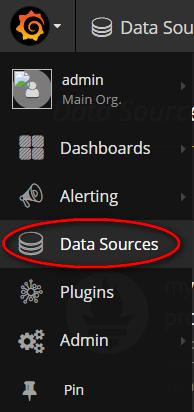 Data Sou
admin
Main Org.
Dashboards
Alerting
Data Sources
Plugins
Admin
Pin